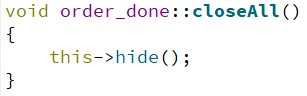 void order_done::closeAll()
{
    this->hide();
}